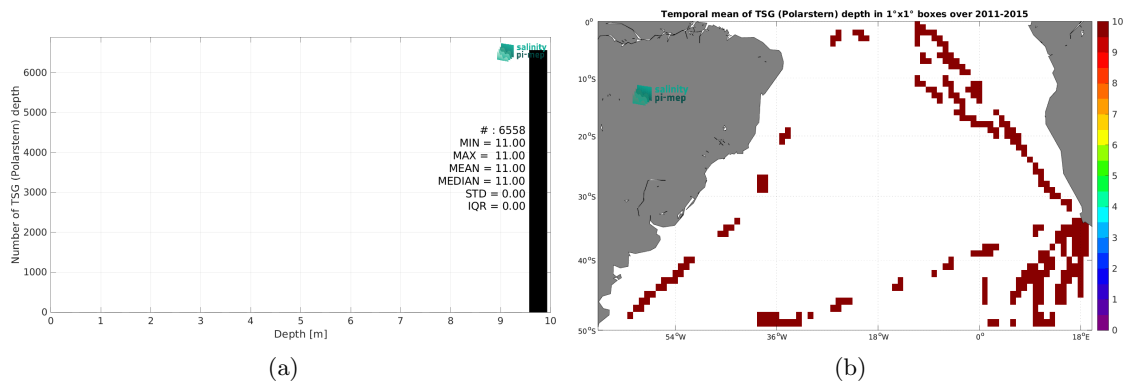 salinity
pi-mep
6000
5000
4000
3000
2000
1000
0
Number of TSG (Polarstern) depth
# : 6558
MIN = 11.00
MAX = 11.00
MEAN = 11.00
MEDIAN = 11.00
STD = 0.00
IQR = 0.00
0 1 2 3 4 5 6 7 8 9 10
Depth [m]
(a)
Temporal mean of TSG (Polarstern) depth in 1°x1° boxes over 2011-2015
salinity
pi-mep
0°
10°S
20°S
30°S
40°S
50°S
54°W 36°W 18°W 0° 18°E
10
9
8
7
6
5
4
3
2
1
0
(b)